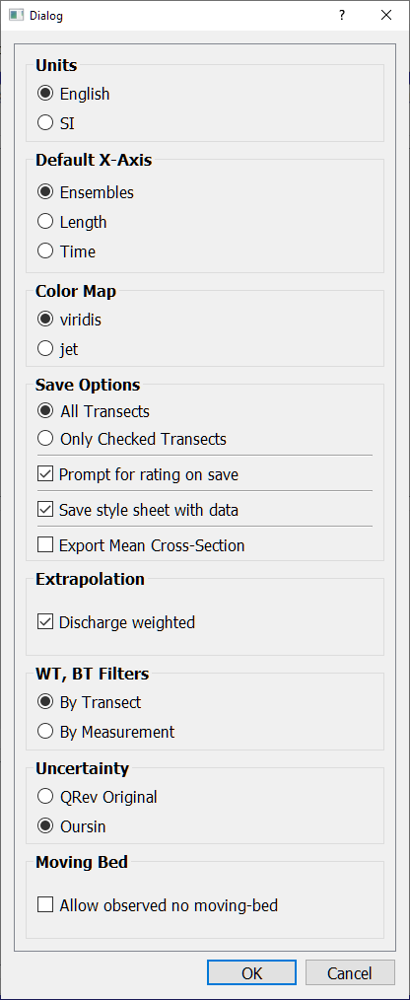 Dialog ?
Units
English
SI
Default X-Axis
Ensembles
Length
Time
Color Map
viridis
jet
Save Options
All Transects
Only Checked Transects
Prompt for rating on save
Save style sheet with data
Export Mean Cross-Section
Extrapolation
Discharge weighted
WT, BT Filters
By Transect
By Measurement
Uncertainty
QRev Original
Oursin
Moving Bed
Allow observed no moving-bed
OK Cancel